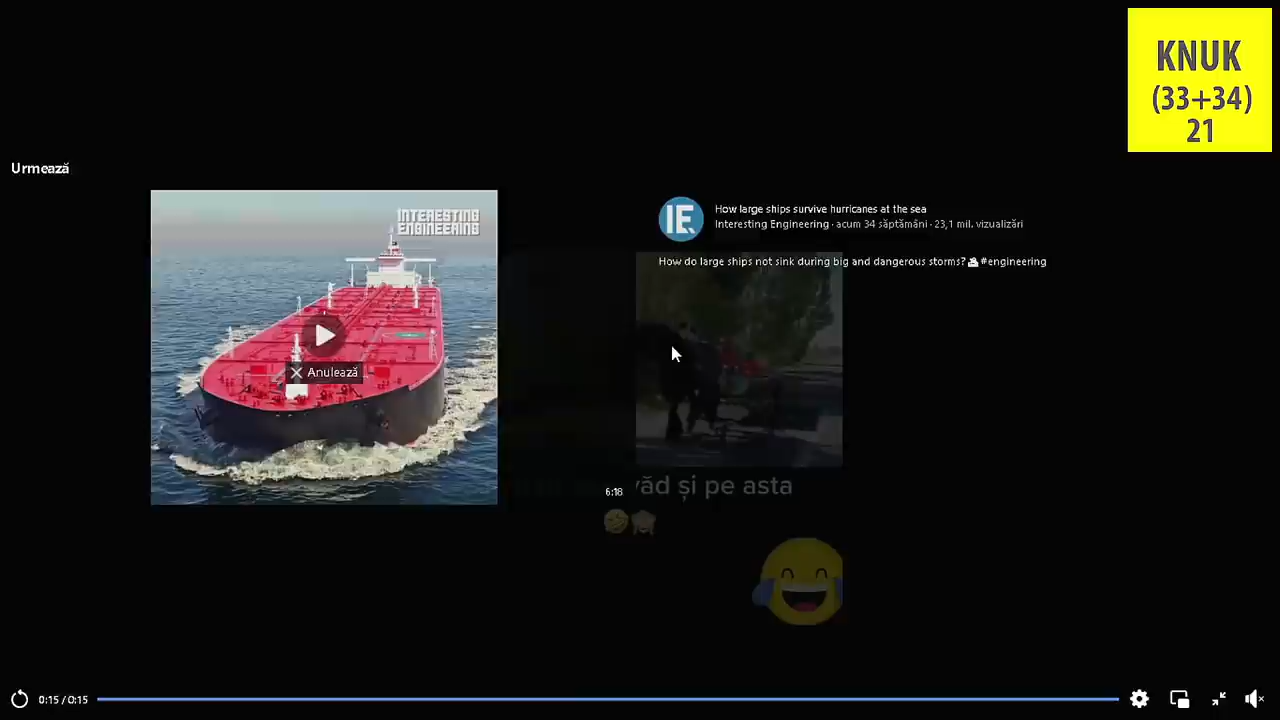 KNUK
(33+34)
21
Urmează
INTERESTING
ENGINEERING
IE
How large ships survive hurricanes at the sea
Interesting Engineering · acum 34 săptămâni · 23,1 mil. vizualizări
How do large ships not sink during big and dangerous storms? #engineering
Anulează
văd și pe asta
6:18
0:15 / 0:15